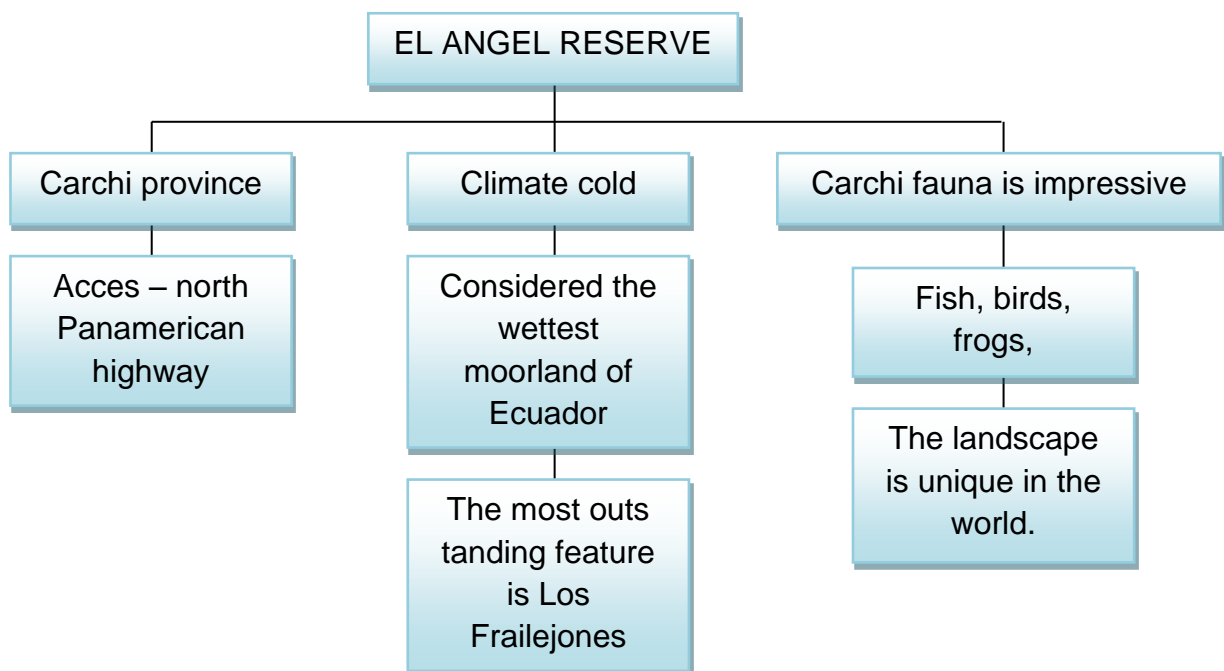 EL ANGEL RESERVE
Carchi province
Acces – north
Panamerican
highway
Climate cold
Considered the
wettest
moorland of
Ecuador
The most outs
tanding feature
is Los
Frailejones
Carchi fauna is impressive
Fish, birds,
frogs,
The landscape
is unique in the
world.